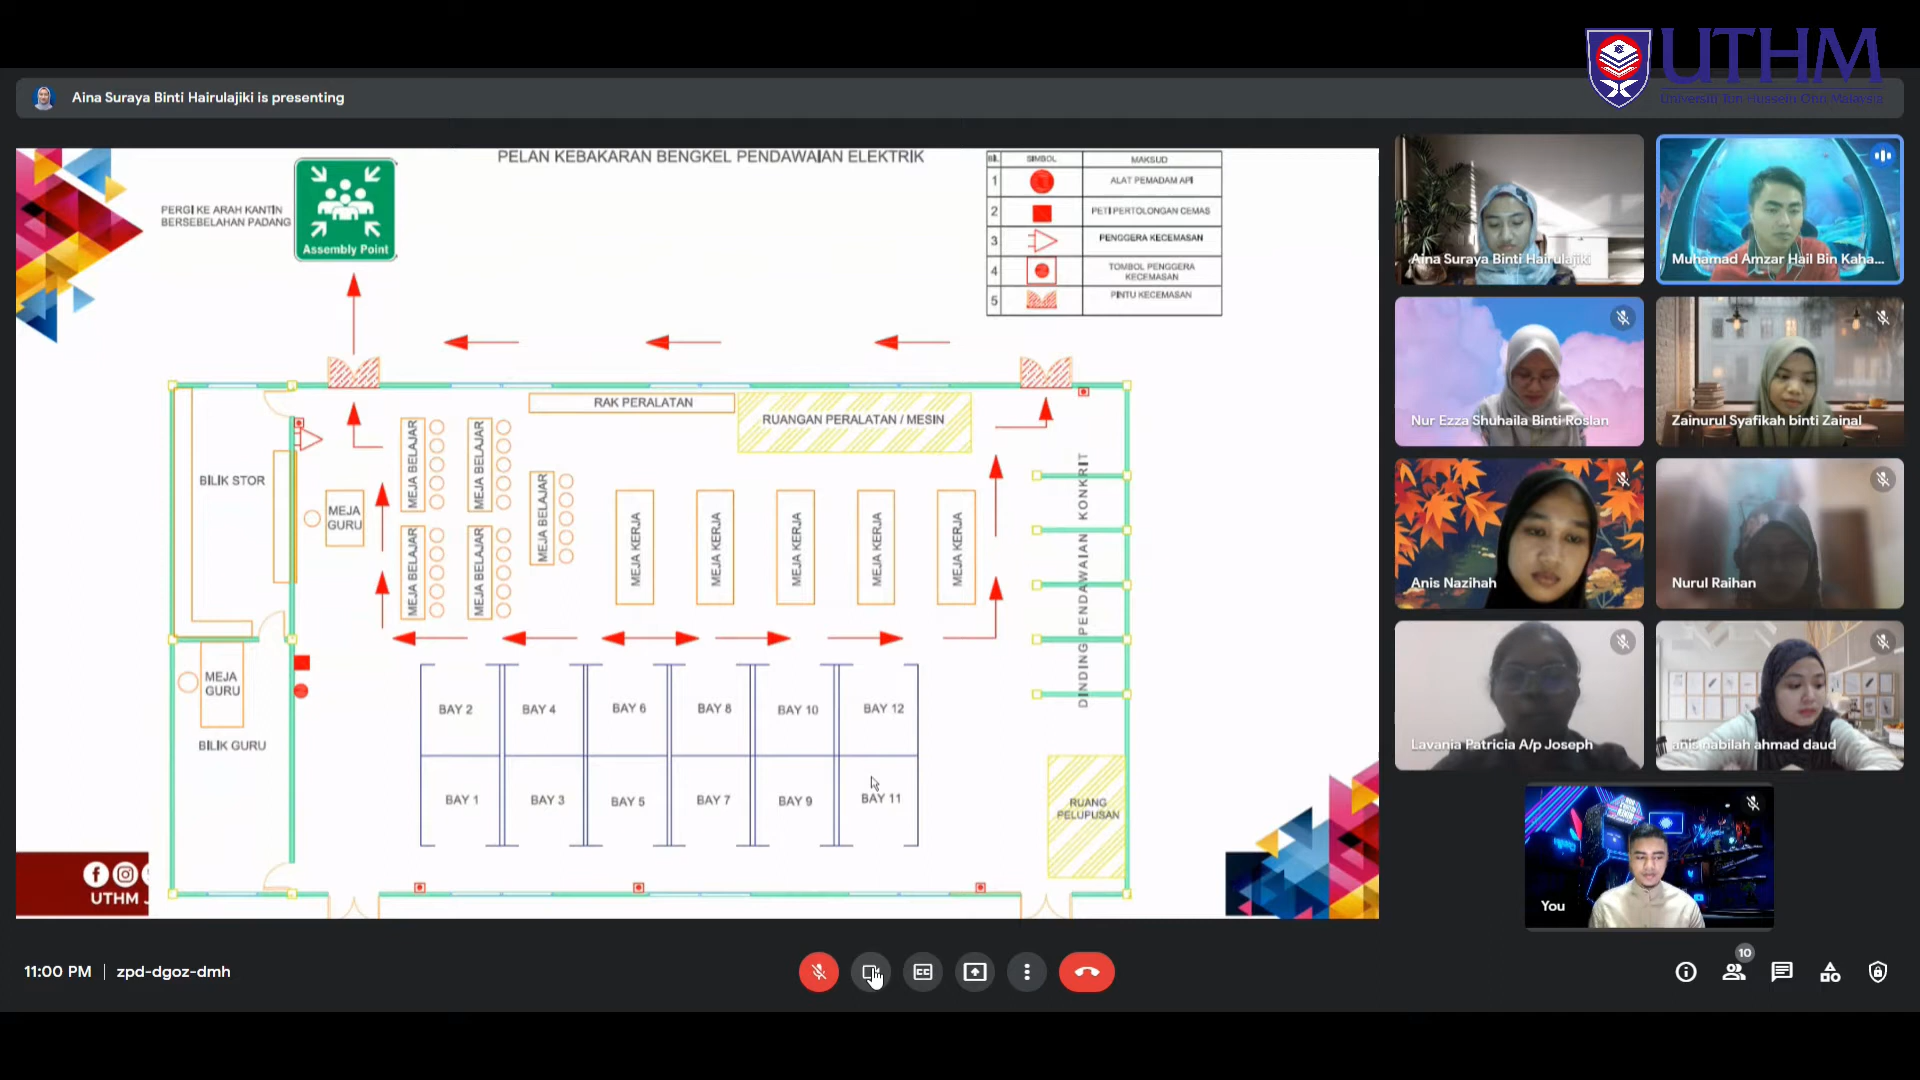 UTHM
Universiti Tun Hussein Onn Malaysia
Aina Suraya Binti Hairulajiki is presenting
PELAN KEBAKARAN BENGKEL PENDAWAIAN ELEKTRIK
PERGI KE ARAH KANTIN
BERSEBELAHAN PADANG
Assembly Point
BIL SIMBOL MAKSUD
1 ALAT PEMADAM API
2 PETI PERTOLONGAN CEMAS
3 PENGGERA KECEMASAN
4 TOMBOL PENGGERA
KECEMASAN
5 PINTU KECEMASAN
RAK PERALATAN
RUANGAN PERALATAN / MESIN
BILIK STOR
MEJA
GURU
MEJA BELAJAR
MEJA BELAJAR
MEJA BELAJAR
MEJA BELAJAR
MEJA BELAJAR
MEJA KERJA
MEJA KERJA
MEJA KERJA
MEJA KERJA
MEJA KERJA
DINDING PENDAWAIAN KONKRIT
MEJA
GURU
BILIK GURU
BAY 2 BAY 4 BAY 6 BAY 8 BAY 10 BAY 12
BAY 1 BAY 3 BAY 5 BAY 7 BAY 9 BAY 11
RUANG
PELUPUSAN
UTHM J
Aina Suraya Binti Hairulajiki
Muhamad Amzar Hail Bin Kaha...
Nur Ezza Shuhaila Binti Roslan
Zainurul Syafikah binti Zainal
Anis Nazihah
Nurul Raihan
Lavania Patricia A/p Joseph
anis nabilah ahmad daud
You
11:00 PM | zpd-dgoz-dmh
CC
10